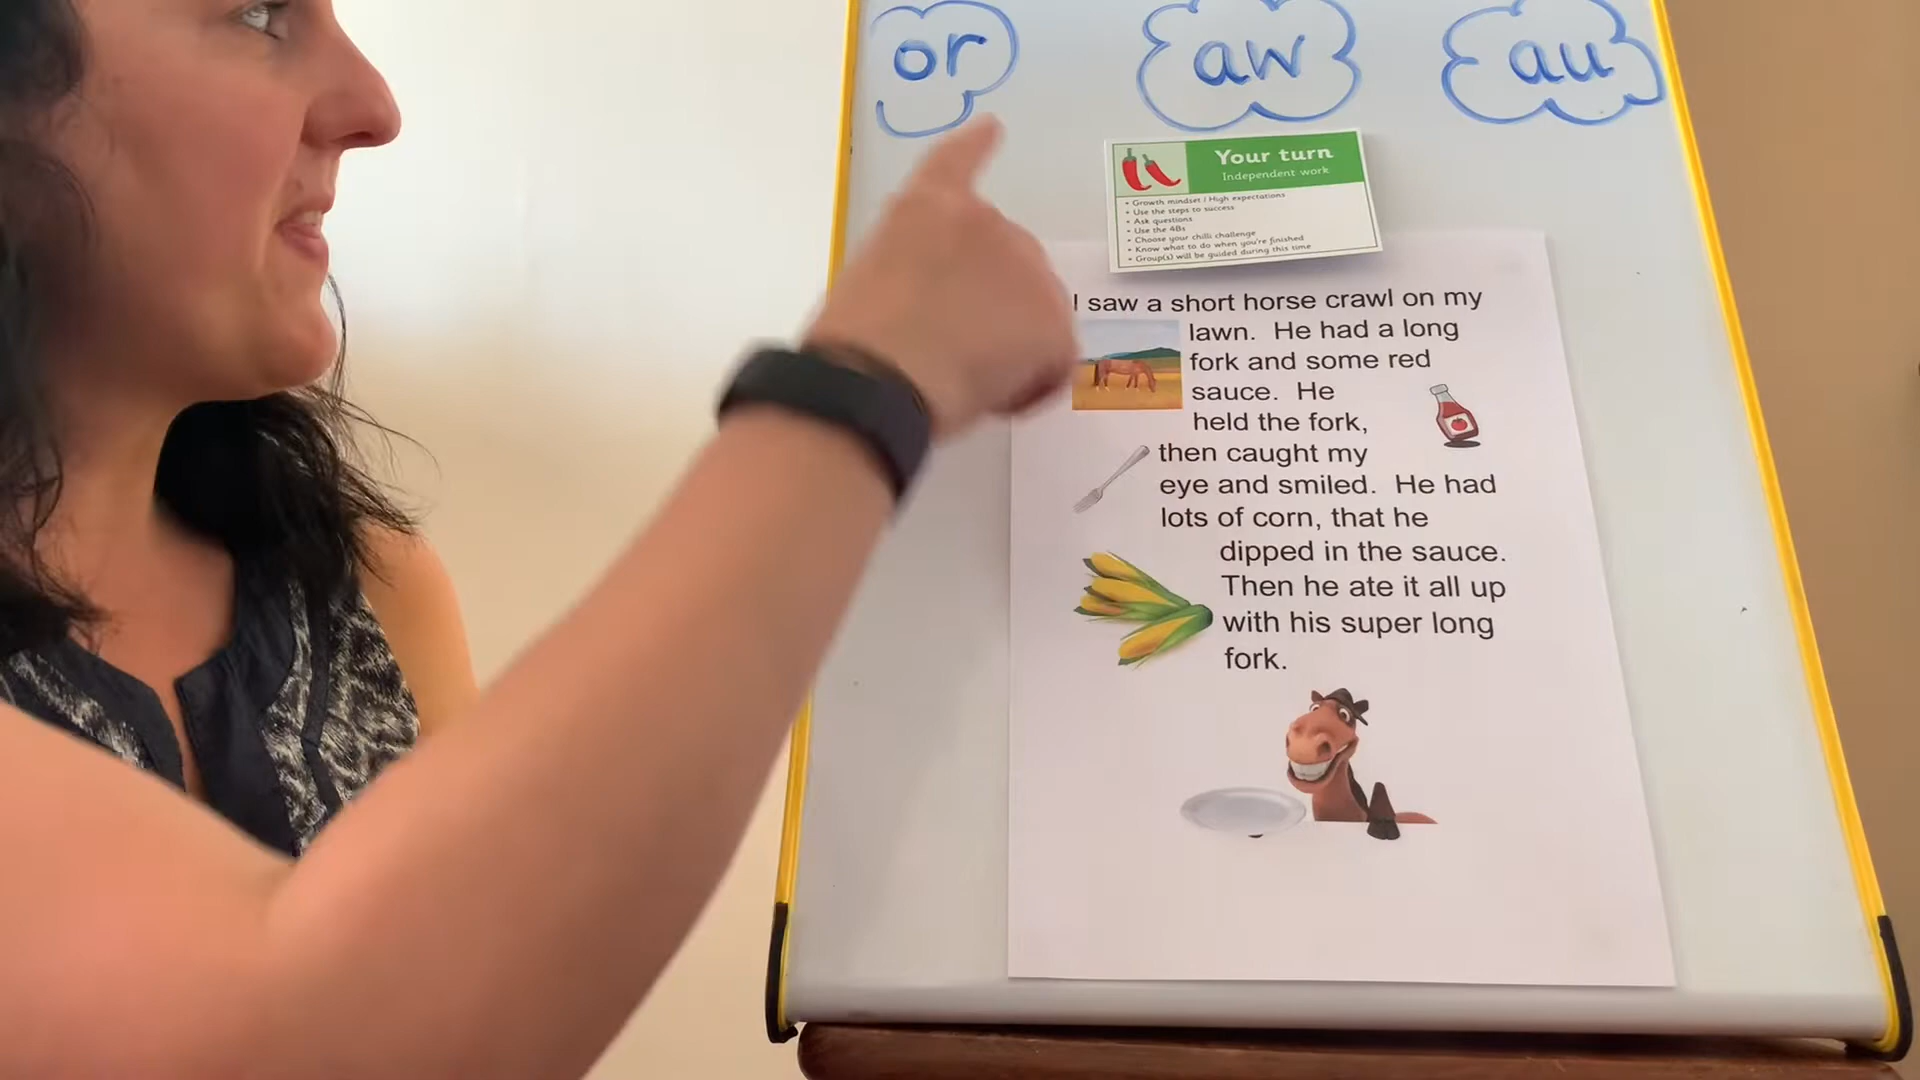 or aw au
Your turn
Independent work
• Growth mindset / High expectations
• Use the steps to success
• Ask questions
• Use the 4Bs
• Choose your chilli challenge
• Know what to do when you're finished
• Group(s) will be guided during this time
I saw a short horse crawl on my
lawn. He had a long
fork and some red
sauce. He
held the fork,
then caught my
eye and smiled. He had
lots of corn, that he
dipped in the sauce.
Then he ate it all up
with his super long
fork.